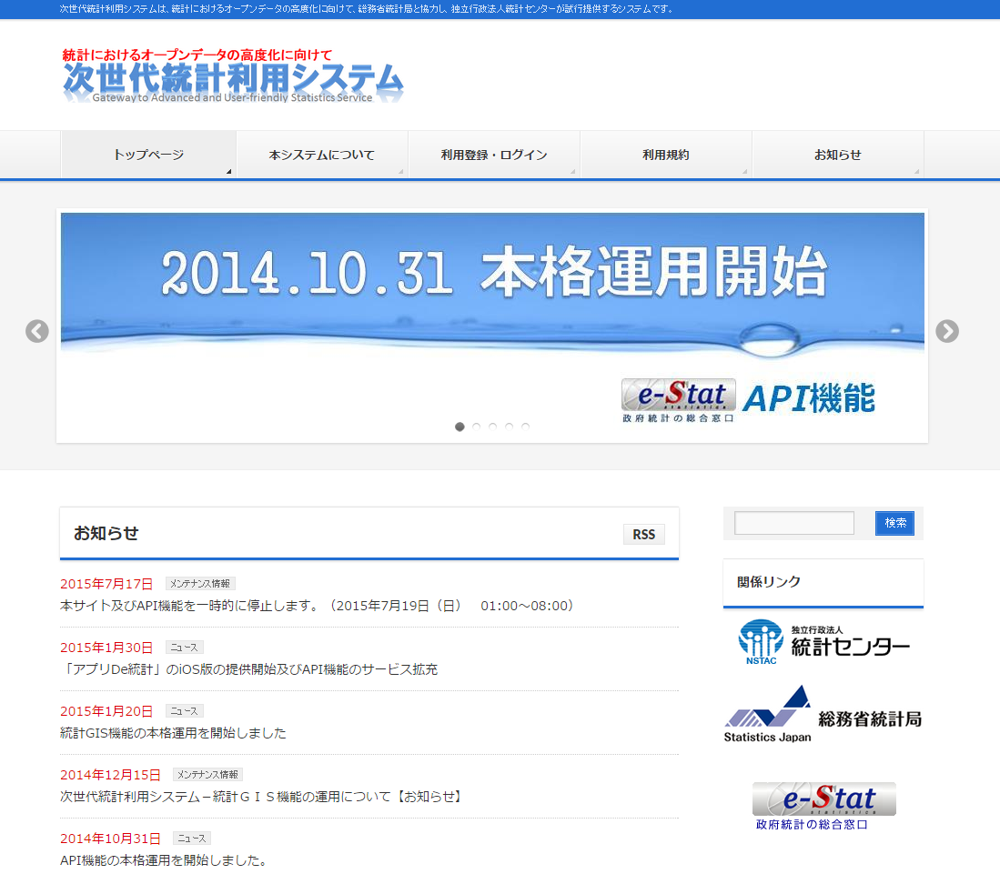 次世代統計利用システムは、統計におけるオープンデータの高度化に向けて、総務省統計局と協力し、独立行政法人統計センターが試行提供するシステムです。
統計におけるオープンデータの高度化に向けて
次世代統計利用システム
Gateway to Advanced and User-friendly Statistics Service
トップページ
本システムについて
利用登録・ログイン
利用規約
お知らせ
2014.10.31 本格運用開始
e-Stat
statistics
政府統計の総合窓口
API機能
お知らせ
RSS
2015年7月17日 メンテナンス情報
本サイト及びAPI機能を一時的に停止します。（2015年7月19日（日） 01:00～08:00）
2015年1月30日 ニュース
「アプリDe統計」のiOS版の提供開始及びAPI機能のサービス拡充
2015年1月20日 ニュース
統計GIS機能の本格運用を開始しました
2014年12月15日 メンテナンス情報
次世代統計利用システム－統計ＧＩＳ機能の運用について【お知らせ】
2014年10月31日 ニュース
API機能の本格運用を開始しました。
検索
関係リンク
独立行政法人
統計センター
NSTAC
総務省統計局
Statistics Japan
e-Stat
statistics
政府統計の総合窓口